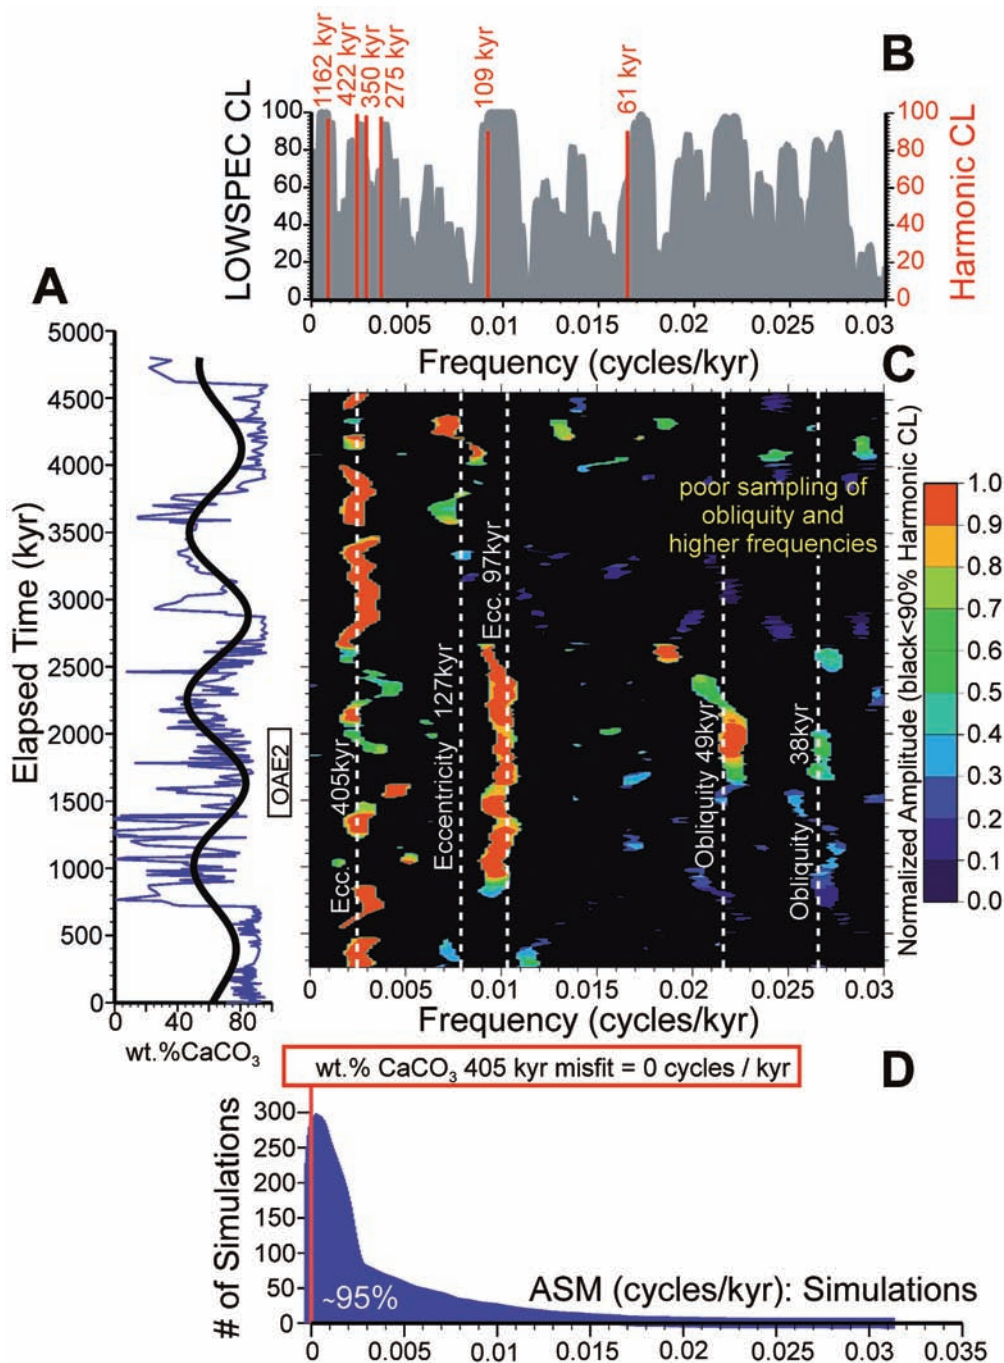 B
1162 kyr
422 kyr
350 kyr
275 kyr
109 kyr
61 kyr
LOWSPEC CL
100
80
60
40
20
0
100
80
60
40
20
0
Harmonic CL
0 0.005 0.01 0.015 0.02 0.025 0.03
Frequency (cycles/kyr)
A
5000
4500
4000
3500
3000
2500
2000
1500
1000
500
0
Elapsed Time (kyr)
0 40 80
wt.%CaCO₃
OAE2
C
poor sampling of
obliquity and
higher frequencies
Ecc. 405kyr
Eccentricity 127kyr
Ecc. 97kyr
Obliquity 49kyr
Obliquity 38kyr
0.005 0.01 0.015 0.02 0.025 0.03
Frequency (cycles/kyr)
1.0
0.9
0.8
0.7
0.6
0.5
0.4
0.3
0.2
0.1
0.0
Normalized Amplitude (black<90% Harmonic CL)
wt.% CaCO₃ 405 kyr misfit = 0 cycles / kyr
D
300
250
200
150
100
50
0
# of Simulations
~95%
ASM (cycles/kyr): Simulations
0 0.005 0.01 0.015 0.02 0.025 0.03 0.035